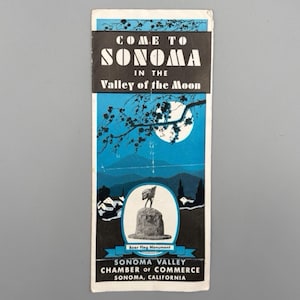 COME TO
SONOMA
IN THE
Valley of the Moon
Bear Flag Monument
SONOMA VALLEY
CHAMBER OF COMMERCE
SONOMA, CALIFORNIA